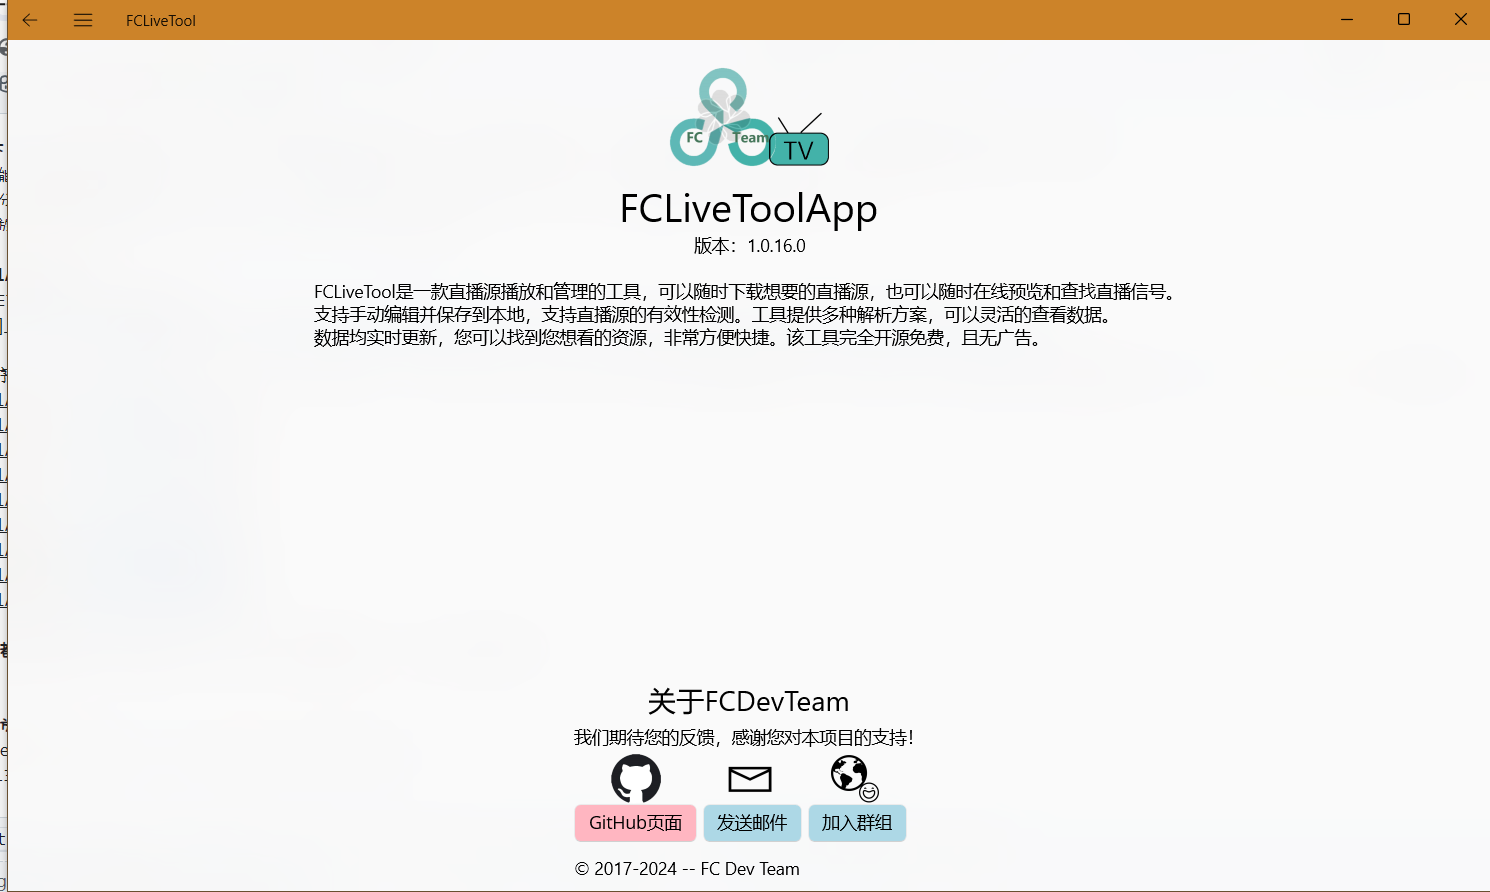 FCLiveTool
FC Team
TV
FCLiveToolApp
版本：1.0.16.0
FCLiveTool是一款直播源播放和管理的工具，可以随时下载想要的直播源，也可以随时在线预览和查找直播信号。
支持手动编辑并保存到本地，支持直播源的有效性检测。工具提供多种解析方案，可以灵活的查看数据。
数据均实时更新，您可以找到您想看的资源，非常方便快捷。该工具完全开源免费，且无广告。
关于FCDevTeam
我们期待您的反馈，感谢您对本项目的支持！
GitHub页面
发送邮件
加入群组
© 2017-2024 -- FC Dev Team